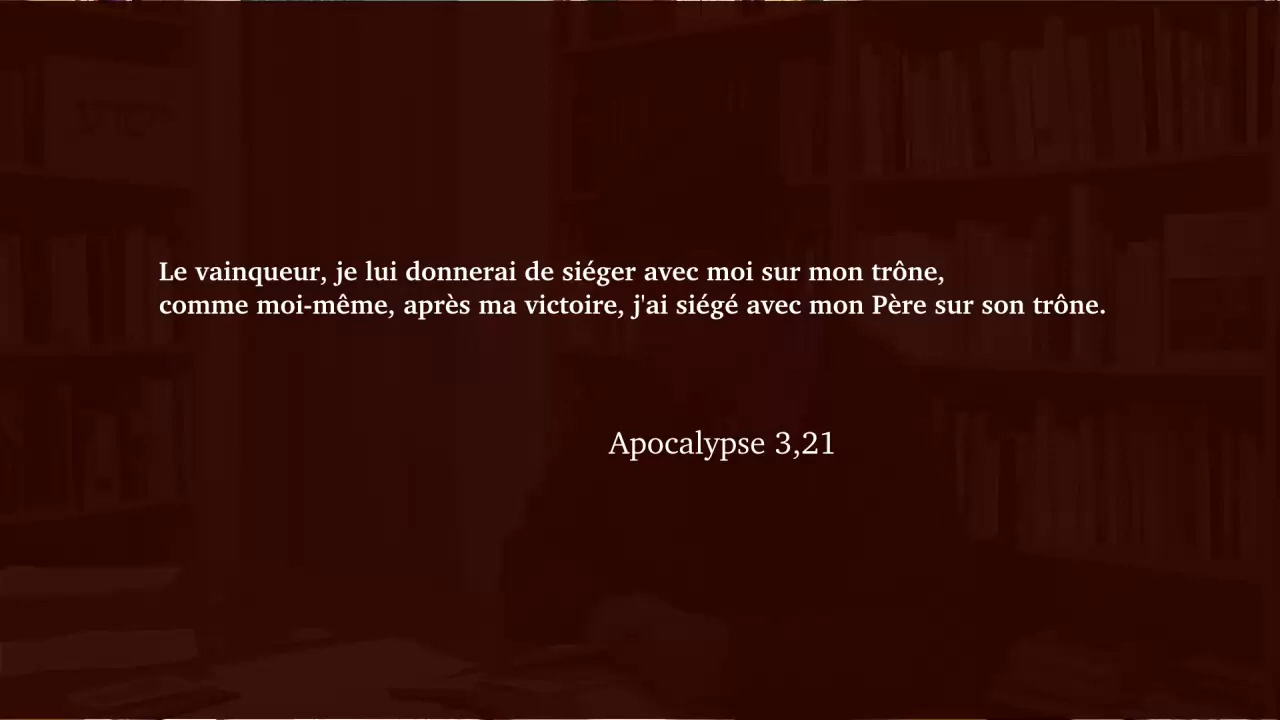 Le vainqueur, je lui donnerai de siéger avec moi sur mon trône,
comme moi-même, après ma victoire, j'ai siégé avec mon Père sur son trône.
Apocalypse 3,21